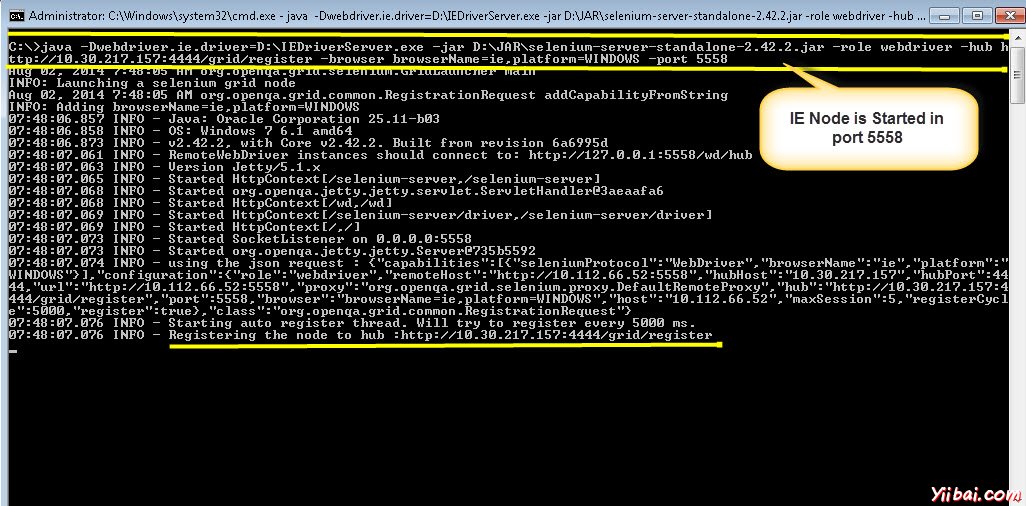 Administrator: C:\Windows\system32\cmd.exe - java -Dwebdriver.ie.driver=D:\IEDriverServer.exe -jar D:\JAR\selenium-server-standalone-2.42.2.jar -role webdriver -hub ...
C:\>java -Dwebdriver.ie.driver=D:\IEDriverServer.exe -jar D:\JAR\selenium-server-standalone-2.42.2.jar -role webdriver -hub h
ttp://10.30.217.157:4444/grid/register -browser browserName=ie,platform=WINDOWS -port 5558
Aug 02, 2014 7:48:05 AM org.openqa.grid.selenium.GridLauncher main
INFO: Launching a selenium grid node
Aug 02, 2014 7:48:05 AM org.openqa.grid.common.RegistrationRequest addCapabilityFromString
INFO: Adding browserName=ie,platform=WINDOWS
07:48:06.857 INFO - Java: Oracle Corporation 25.11-b03
07:48:06.858 INFO - OS: Windows 7 6.1 amd64
07:48:06.873 INFO - v2.42.2, with Core v2.42.2. Built from revision 6a6995d
07:48:07.061 INFO - RemoteWebDriver instances should connect to: http://127.0.0.1:5558/wd/hub
07:48:07.063 INFO - Version Jetty/5.1.x
07:48:07.065 INFO - Started HttpContext[/selenium-server,/selenium-server]
07:48:07.068 INFO - Started org.openqa.jetty.jetty.servlet.ServletHandler@3aeaafa6
07:48:07.068 INFO - Started HttpContext[/wd,/wd]
07:48:07.069 INFO - Started HttpContext[/selenium-server/driver,/selenium-server/driver]
07:48:07.069 INFO - Started HttpContext[/,/]
07:48:07.073 INFO - Started SocketListener on 0.0.0.0:5558
07:48:07.073 INFO - Started org.openqa.jetty.jetty.Server@735b5592
07:48:07.074 INFO - using the json request : {"capabilities":[{"seleniumProtocol":"WebDriver","browserName":"ie","platform":"
WINDOWS"}],"configuration":{"role":"webdriver","remoteHost":"http://10.112.66.52:5558","hubHost":"10.30.217.157","hubPort":44
44,"url":"http://10.112.66.52:5558","proxy":"org.openqa.grid.selenium.proxy.DefaultRemoteProxy","hub":"http://10.30.217.157:4
444/grid/register","port":5558,"browser":"browserName=ie,platform=WINDOWS","host":"10.112.66.52","maxSession":5,"registerCycl
e":5000,"register":true},"class":"org.openqa.grid.common.RegistrationRequest"}
07:48:07.076 INFO - Starting auto register thread. Will try to register every 5000 ms.
07:48:07.076 INFO - Registering the node to hub :http://10.30.217.157:4444/grid/register
IE Node is Started in
port 5558
Yiibai.com